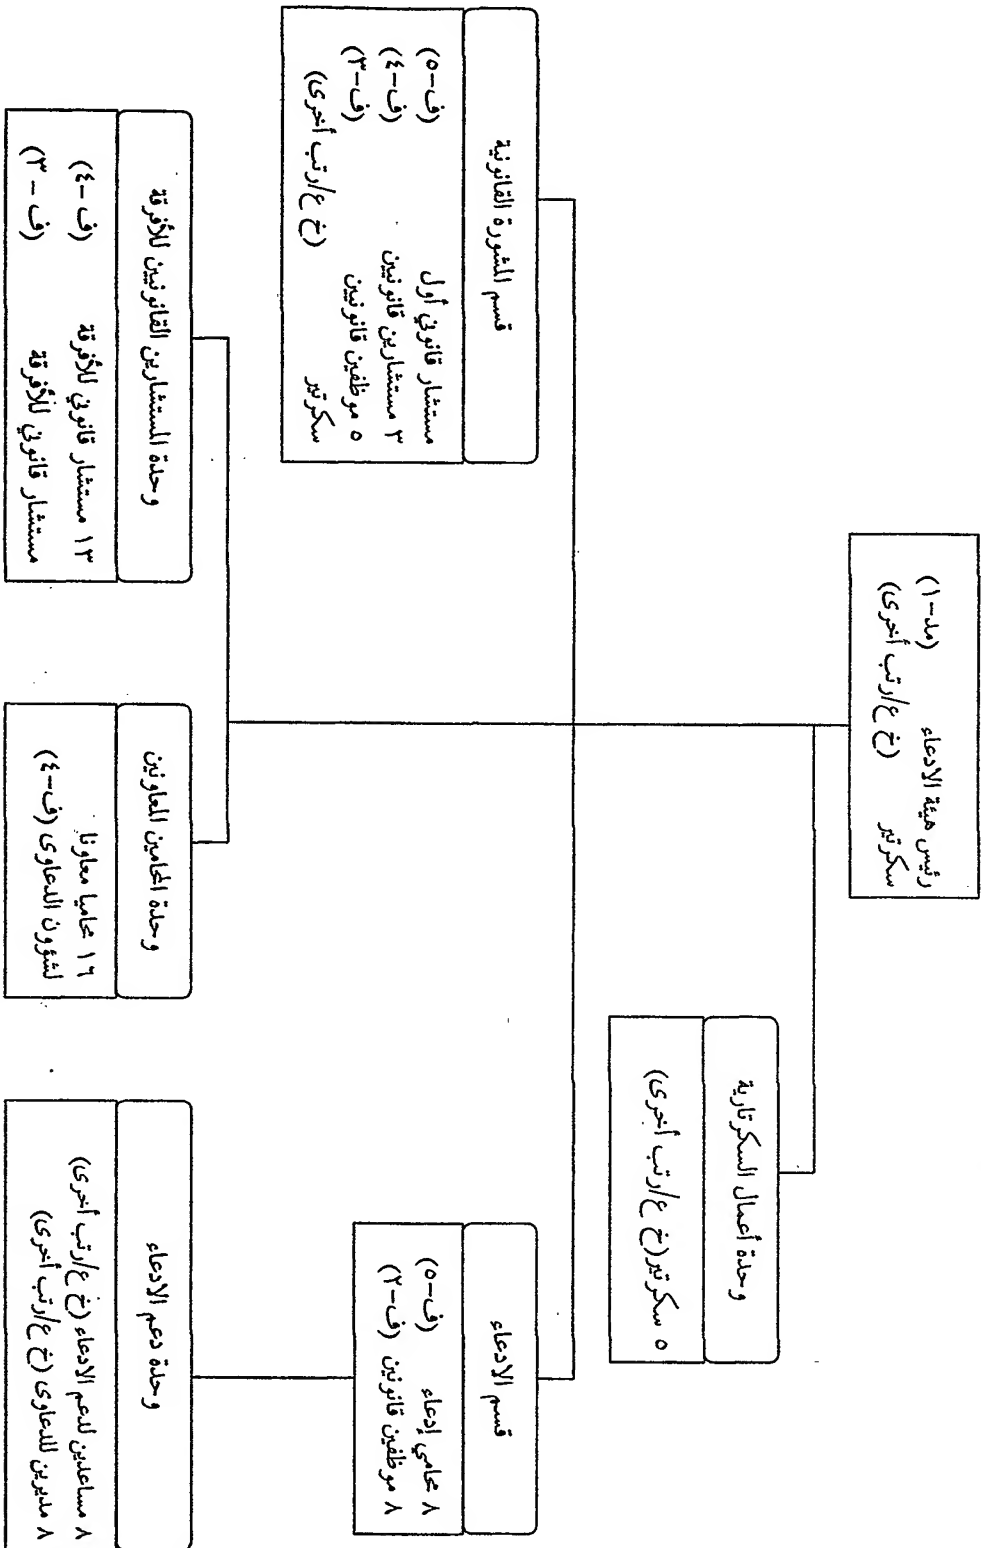 رئيس هيئة الادعاء (مد-١)
سكرتير (خ ع/رتب أخرى)
وحدة أعمال السكرتارية
٥ سكرتير (خ ع/رتب أخرى)
قسم المشورة القانونية
مستشار قانوني أول (ف-٥)
٣ مستشارين قانونيين (ف-٤)
٥ موظفين قانونيين (ف-٣)
سكرتير (خ ع/رتب أخرى)
قسم الادعاء
٨ محامي إدعاء (ف-٥)
٨ موظفين قانونين (ف-٢)
وحدة المستشارين القانونيين للأفرقة
١٣ مستشار قانوني للأفرقة (ف-٤)
مستشار قانوني للأفرقة (ف-٣)
وحدة المحامين المعاونين
١٦ محاميا معاونا
لشؤون الدعاوى (ف-٤)
وحدة دعم الادعاء
٨ مساعدين لدعم الادعاء (خ ع/رتب أخرى)
٨ مديرين للدعاوى (خ ع/رتب أخرى)